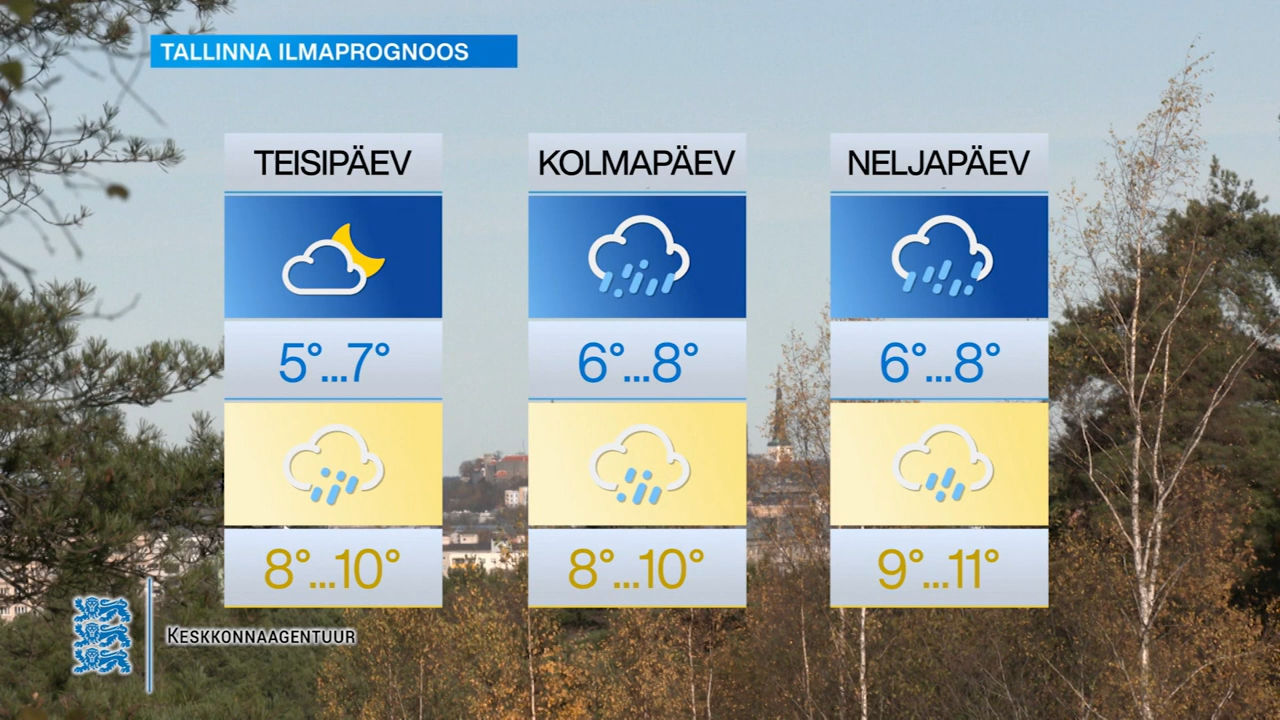 TALLINNA ILMAPROGNOOS
TEISIPÄEV
KOLMAPÄEV
NELJAPÄEV
5°...7°
6°...8°
6°...8°
8°...10°
8°...10°
9°...11°
KESKKONNAAGENTUUR